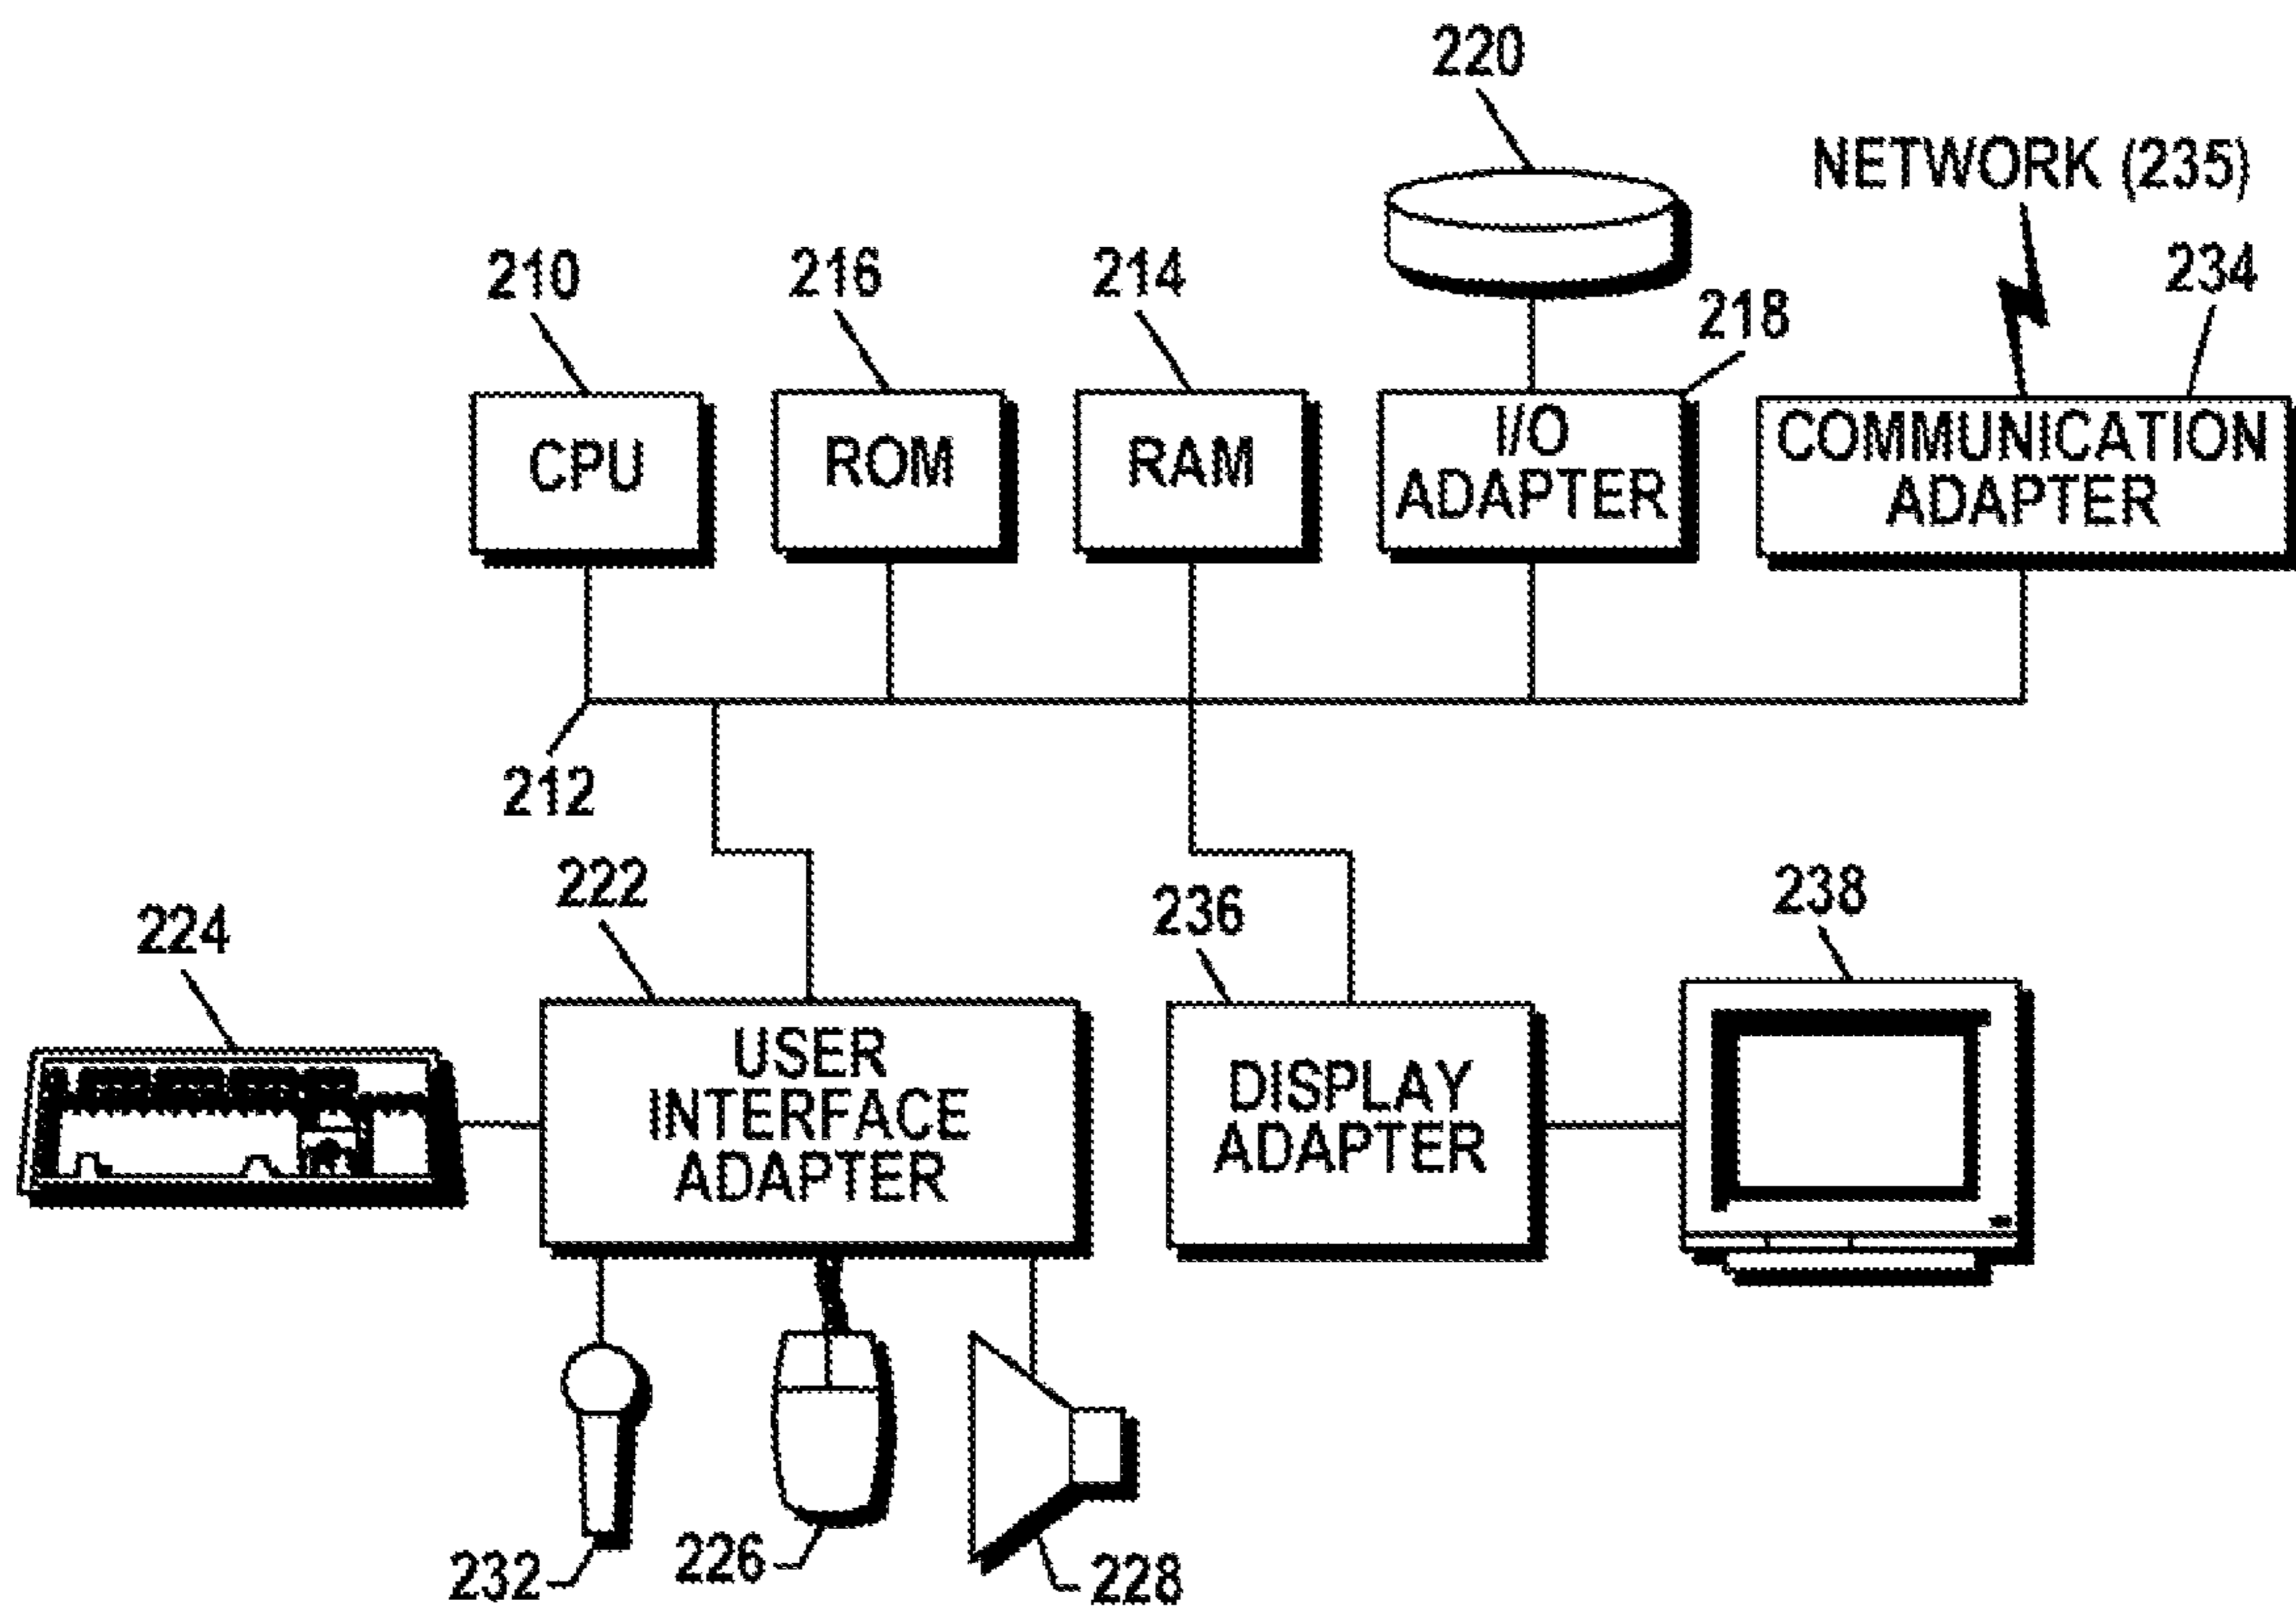 220
NETWORK (235)
210
216
214
218
234
CPU
ROM
RAM
I/O
ADAPTER
COMMUNICATION
ADAPTER
212
222
224
236
238
USER
INTERFACE
ADAPTER
DISPLAY
ADAPTER
232
226
228